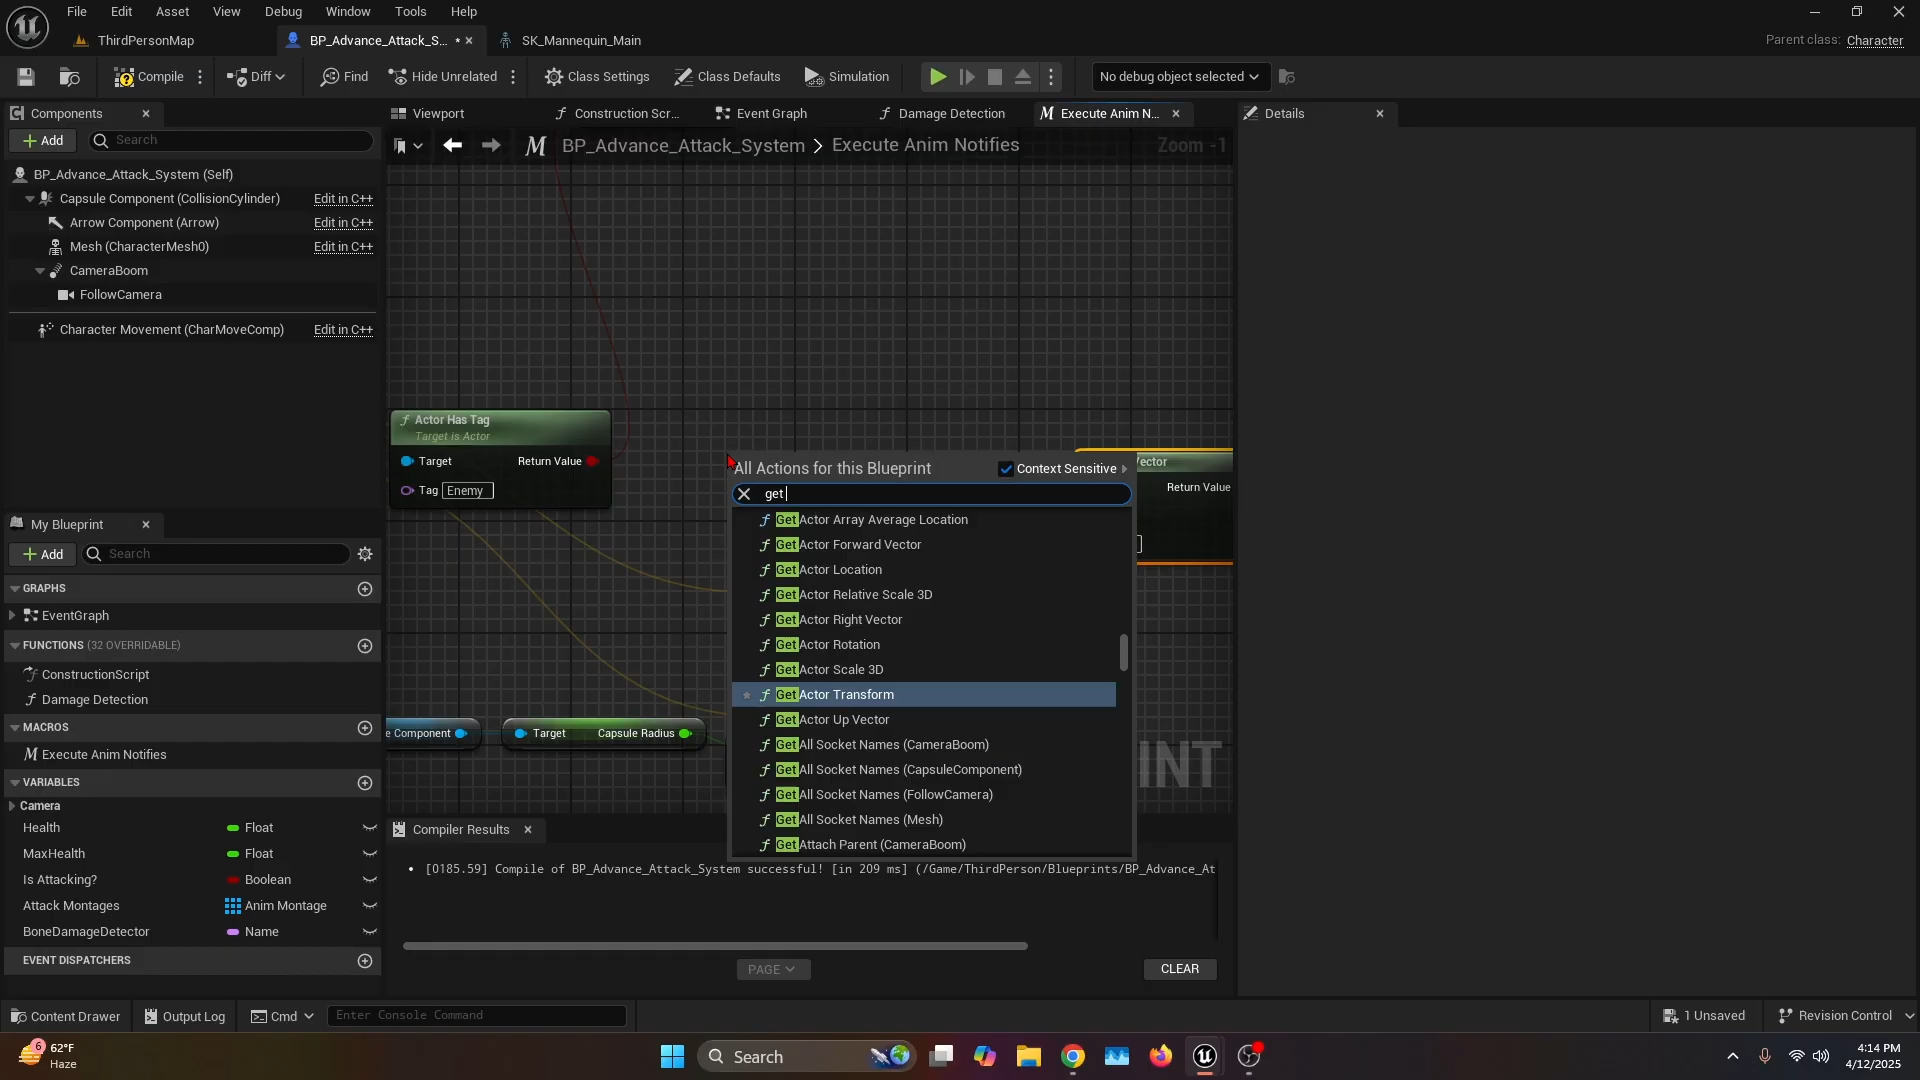 File Edit Asset View Debug Window Tools Help
ThirdPersonMap
BP_Advance_Attack_S... *
SK_Mannequin_Main
Parent class: Character
Compile
Diff
Find
Hide Unrelated
Class Settings
Class Defaults
Simulation
No debug object selected
Components
Add
Search
BP_Advance_Attack_System (Self)
Capsule Component (CollisionCylinder) Edit in C++
Arrow Component (Arrow) Edit in C++
Mesh (CharacterMesh0) Edit in C++
CameraBoom
FollowCamera
Character Movement (CharMoveComp) Edit in C++
My Blueprint
Add
Search
GRAPHS
EventGraph
FUNCTIONS (32 OVERRIDABLE)
ConstructionScript
Damage Detection
MACROS
Execute Anim Notifies
VARIABLES
Camera
Health Float
MaxHealth Float
Is Attacking? Boolean
Attack Montages Anim Montage
BoneDamageDetector Name
EVENT DISPATCHERS
Viewport
Construction Scr...
Event Graph
Damage Detection
Execute Anim N...
Details
BP_Advance_Attack_System > Execute Anim Notifies
Zoom -1
Actor Has Tag
Target is Actor
Target Return Value
Tag Enemy
e Component
Target Capsule Radius
ector
Return Value
INT
All Actions for this Blueprint
Context Sensitive
get
Get Actor Array Average Location
Get Actor Forward Vector
Get Actor Location
Get Actor Relative Scale 3D
Get Actor Right Vector
Get Actor Rotation
Get Actor Scale 3D
Get Actor Transform
Get Actor Up Vector
Get All Socket Names (CameraBoom)
Get All Socket Names (CapsuleComponent)
Get All Socket Names (FollowCamera)
Get All Socket Names (Mesh)
Get Attach Parent (CameraBoom)
Compiler Results
[0185.59] Compile of BP_Advance_Attack_System successful! [in 209 ms] (/Game/ThirdPerson/Blueprints/BP_Advance_At
PAGE
CLEAR
Content Drawer
Output Log
Cmd
Enter Console Command
1 Unsaved
Revision Control
6
62°F
Haze
Search
4:14 PM
4/12/2025